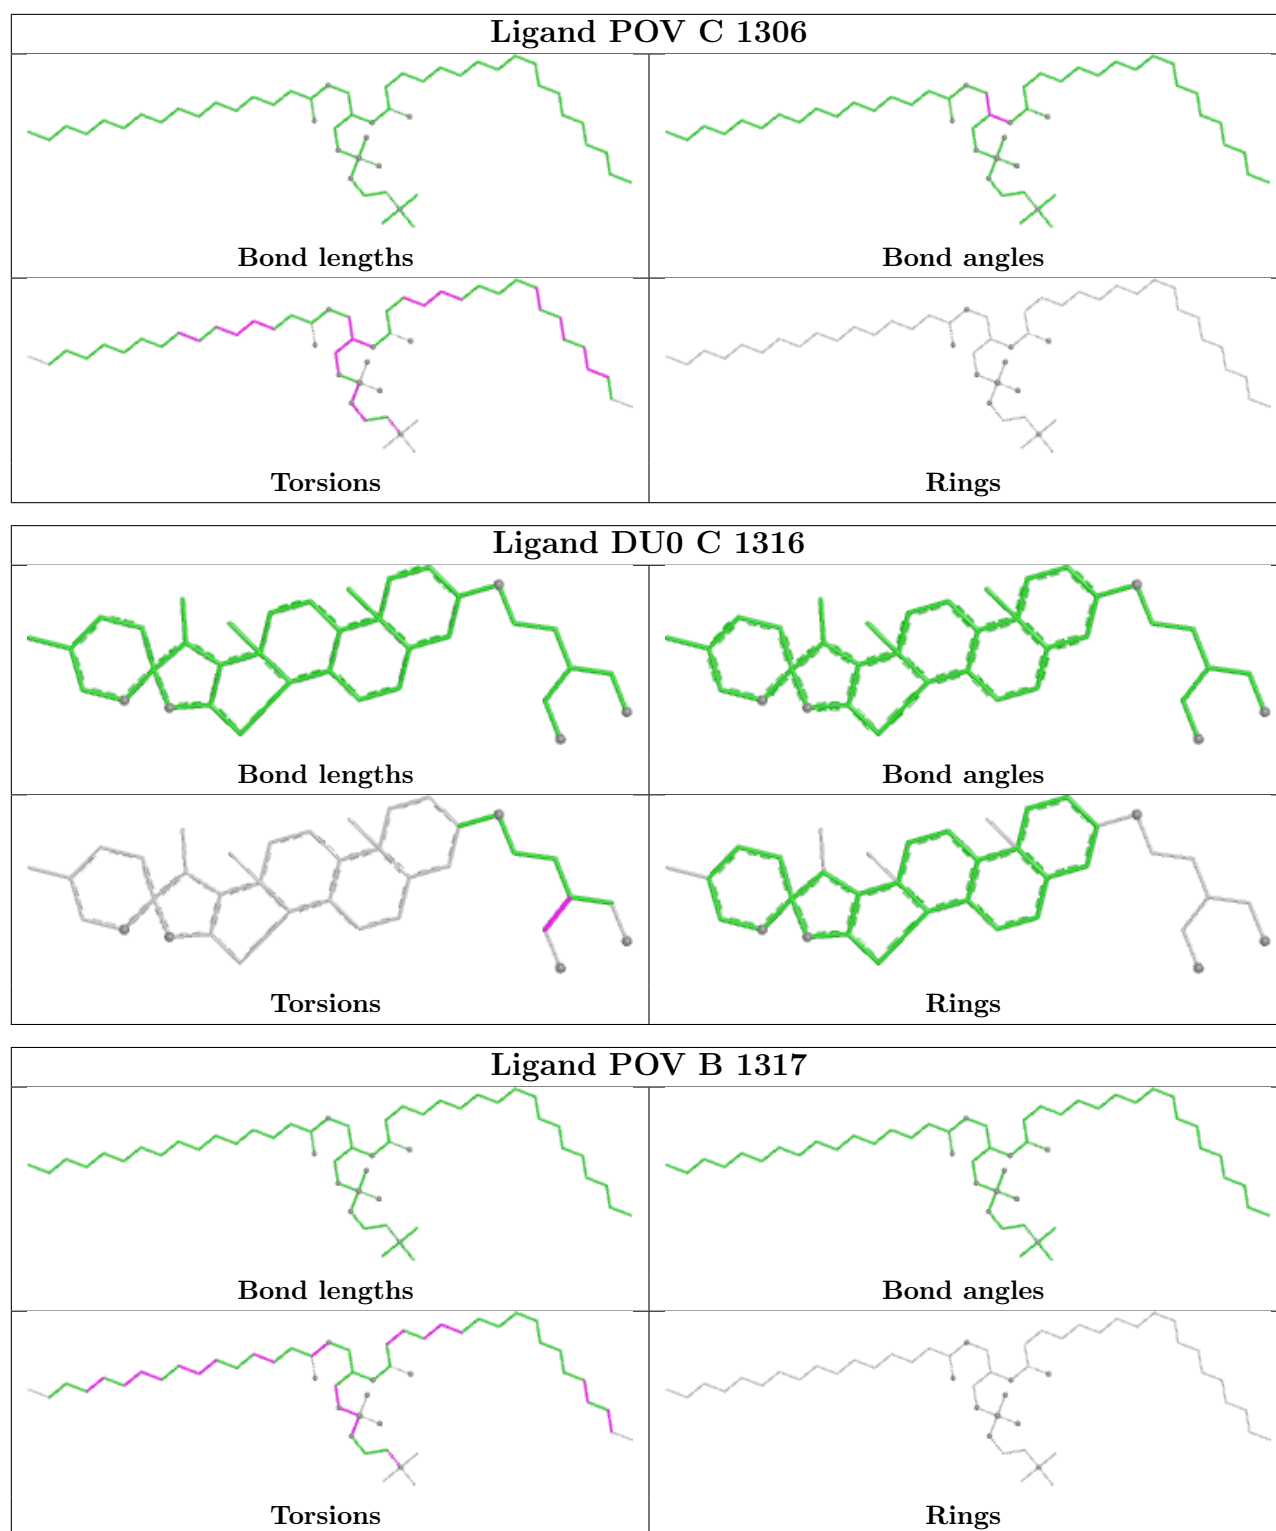 Ligand POV C 1306
Bond lengths
Bond angles
Torsions
Rings
Ligand DU0 C 1316
Bond lengths
Bond angles
Torsions
Rings
Ligand POV B 1317
Bond lengths
Bond angles
Torsions
Rings